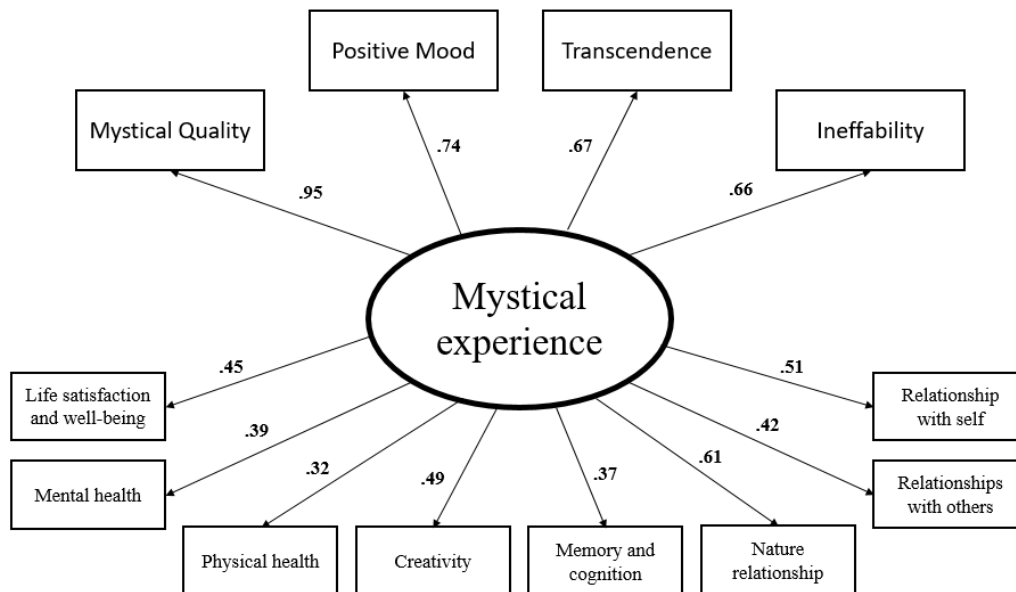 Positive Mood
Transcendence
Mystical Quality
Ineffability
.74
.67
.95
.66
Mystical
experience
.45
.51
Life satisfaction
and well-being
Relationship
with self
.39
.42
.32
.49
.37
.61
Mental health
Relationships
with others
Physical health
Creativity
Memory and
cognition
Nature
relationship